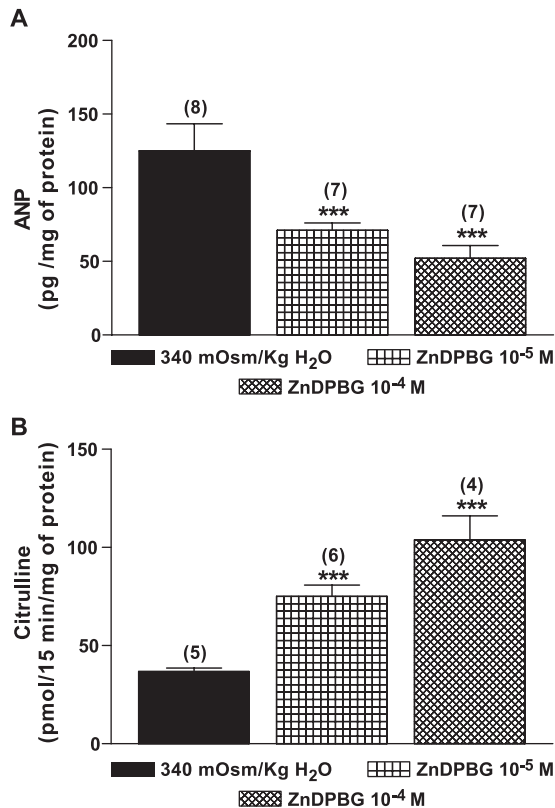 A
200
150
100
50
0
ANP
(pg /mg of protein)
(8)
(7)
***
(7)
***
340 mOsm/Kg H₂O ZnDPBG 10⁻⁵ M
ZnDPBG 10⁻⁴ M
B
150
100
50
0
Citrulline
(pmol/15 min/mg of protein)
(5)
(6)
***
(4)
***
340 mOsm/Kg H₂O ZnDPBG 10⁻⁵ M
ZnDPBG 10⁻⁴ M